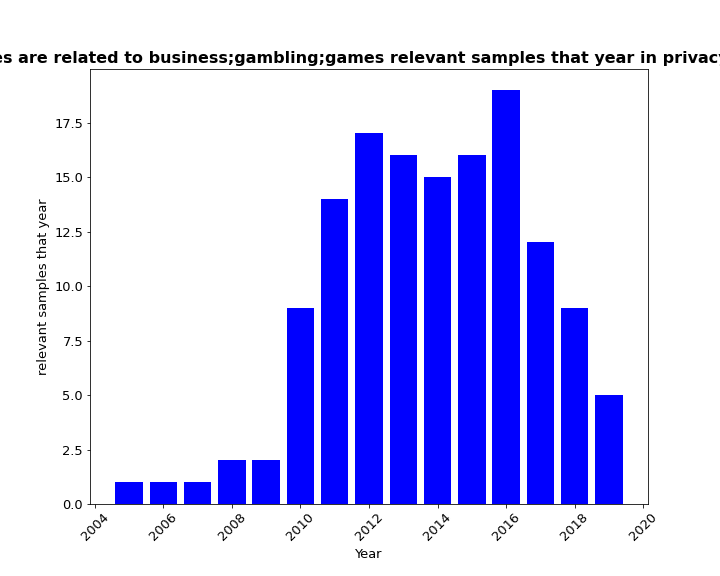 are related to business;gambling;games relevant samples that year in
17.5
15.0
12.5
10.0
7.5
5.0
2.5
0.0
relevant samples that year
2004 2006 2008 2010 2012 2014 2016 2018 2020
Year